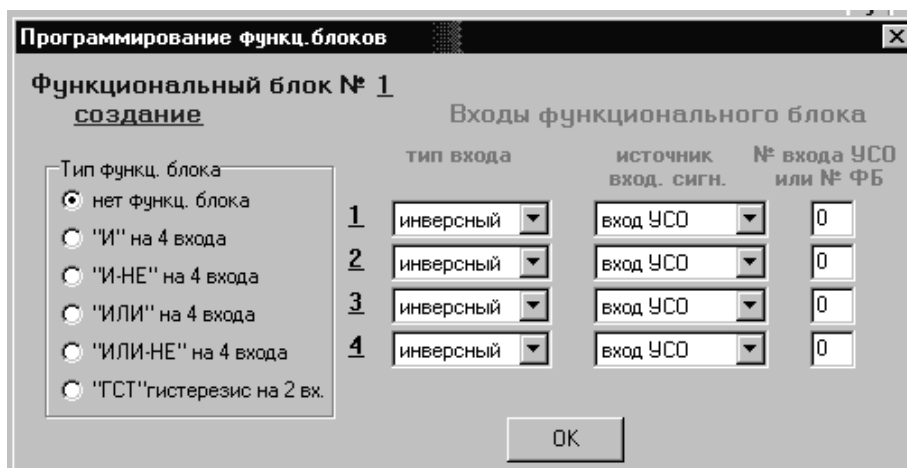 Программирование функц.блоков
Функциональный блок № 1
создание
Входы функционального блока
тип входа
источник вход. сигн.
№ входа УСО или № ФБ
Тип функц. блока
нет функц. блока
"И" на 4 входа
"И-НЕ" на 4 входа
"ИЛИ" на 4 входа
"ИЛИ-НЕ" на 4 входа
"ГСТ"гистерезис на 2 вх.
1 инверсный вход УСО 0
2 инверсный вход УСО 0
3 инверсный вход УСО 0
4 инверсный вход УСО 0
OK